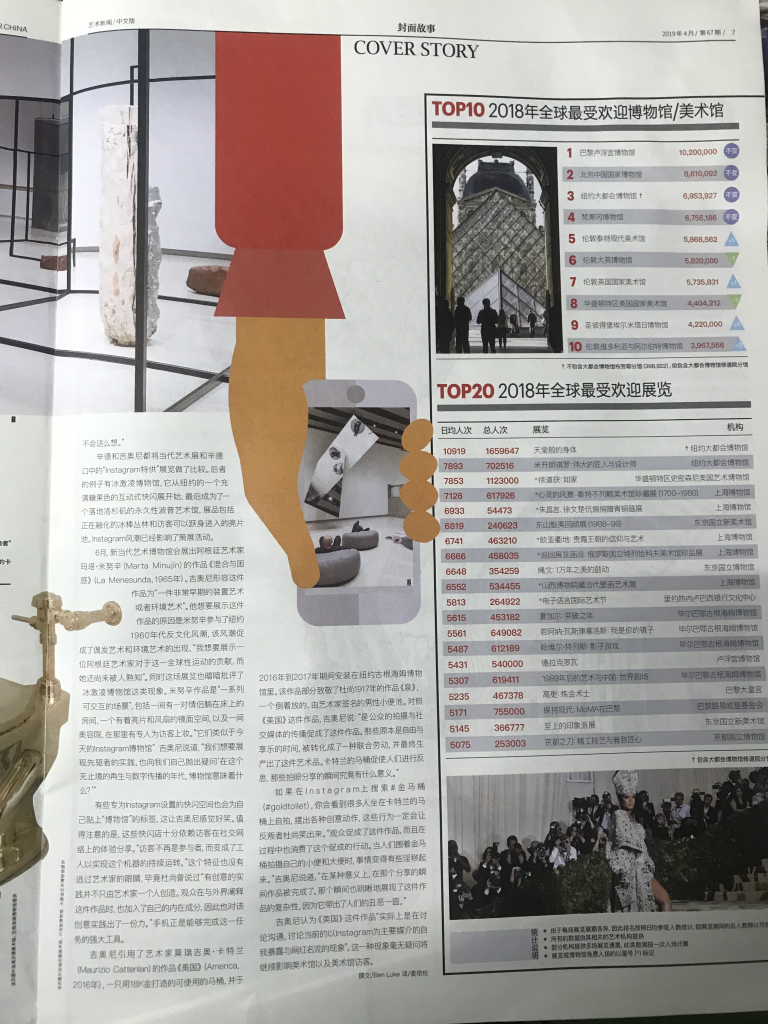 R CHINA
艺术新闻/中文版
封面故事
COVER STORY
2019年4月/第67期/ 7
不会这么想。”
辛德和吉奥尼都将当代艺术展和辛德
口中的“Instagram特供”展览做了比较。后者
的例子有冰激凌博物馆，它从纽约的一个充
满糖果色的互动式快闪展开始，最后成为了一
个落地洛杉机的永久性波普艺术馆，展品包括
正在融化的冰棒丛林和访客可以跃身进入的亮片
池。Instagram风潮已经影响了策展活动。
6月，新当代艺术博物馆会展出阿根廷艺术家
玛塔·米努辛（Marta Minujín）的作品《混合与困
惑》（La Menesunda，1965年）。吉奥尼形容这件
作品为“一件非常早期的装置艺术
或者环境艺术”。他想要展示这件
作品的原因是米努辛参与了纽约
1960年代反文化风潮，该风潮促
成了偶发艺术和环境艺术的出现。“我想要展示一
位阿根廷艺术家对于这一全球性运动的贡献，而
她还尚未被人熟知”。同时这场展览也暗暗批评了
冰激凌博物馆这类现象。米努辛作品是“一系列
可交互的场景”，包括一间有一对情侣躺在床上的
房间，一个有着亮片和风扇的镜面空间，以及一间
美容院，在那里有专人为访客上妆。“它们类似于今
天的Instagram博物馆”吉奥尼说道，“我们想要展
现先驱者的实践，也向我们自己抛出疑问‘在这个
无止境的再生与数字传播的年代，博物馆意味着什
么？’”
有些专为Instagram设置的快闪空间也会为自
己贴上“博物馆”的标签，这让吉奥尼感觉好笑。值
得注意的是，这些快闪店十分依赖访客在社交网
络上的体验分享。“访客不再是参与者，而变成了工
人以实现这个机器的持续运转。”这个特征也没有
逃过艺术家的眼睛，毕竟杜尚曾说过“有创意的实
践并不只由艺术家一个人创造，观众在与外界阐释
这件作品时，也加入了自己的内在成分，因此也对该
创意实践出了一份力。”手机正是能够完成这一任
务的强大工具。
吉奥尼引用了艺术家莫瑞吉奥·卡特兰
（Maurizio Cattenlan）的作品《美国》（America，
2016年），一只用18K金打造的可使用的马桶，并于
2016年到2017年期间安装在纽约古根海姆博物
馆里。该作品部分致敬了杜尚1917年的作品《泉》，
一个倒着放的、由艺术家签名的男性小便池。对照
《美国》这件作品，吉奥尼说：“是公众的拍摄与社
交媒体的传播促成了这件作品。那些原本是自由与
享乐的时间，被转化成了一种联合劳动，并最终生
产出了这件艺术品。卡特兰的马桶促使人们进行反
思，那些拍照分享的瞬间究竟有什么意义。”
如果在Instagram上搜索#金马桶
（#goldtoilet），你会看到很多人坐在卡特兰的马
桶上自拍，摆出各种创意动作，这些行为一定会让
反叛者杜尚笑出来。“观众促成了这件作品，而且在
过程中也消费了这个促成的行动。当人们围着金马
桶拍摄自己的小便和大便时，事情变得有些淫秽起
来。”吉奥尼说道，“在某种意义上，在那个分享的瞬
间作品被完成了。那个瞬间也明晰地展现了这件作
品的复杂性，因为它带出了人们的丑恶一面。”
吉奥尼认为《美国》这件作品“实际上是在讨
论沟通，讨论当前的以Instagram为主要媒介的自
我暴露与网红名流的现象”。这一种现象毫无疑问将
继续影响美术馆以及美术馆访客。
撰文/Ben Luke 译/姜伯伦
TOP10 2018年全球最受欢迎博物馆/美术馆
1 巴黎卢浮宫博物馆 10,200,000 不变
2 北京中国国家博物馆 8,610,092 不变
3 纽约大都会博物馆† 6,953,927 不变
4 梵蒂冈博物馆 6,756,186 不变
5 伦敦泰特现代美术馆 5,868,562
6 伦敦大英博物馆 5,820,000
7 伦敦英国国家美术馆 5,735,831
8 华盛顿特区美国国家美术馆 4,404,212
9 圣彼得堡埃尔米塔日博物馆 4,220,000
10 伦敦维多利亚与阿尔伯特博物馆 3,967,566
† 不包含大都会博物馆布劳耶分馆 (398,922)，但包含大都会博物馆修道院分馆
TOP20 2018年全球最受欢迎展览
日均人次 总人次 展览 机构
10919 1659647 天堂般的身体 †纽约大都会博物馆
7893 702516 米开朗琪罗：伟大的匠人与设计师 纽约大都会博物馆
7853 1123000 *徐道获：如家 华盛顿特区史密森尼美国艺术博物馆
7126 617926 *心灵的风景：泰特不列颠美术馆珍藏展（1700-1980） 上海博物馆
6933 54473 *朱昌言、徐文楚伉俪捐赠青铜器展 上海博物馆
6819 240623 东山魁夷回顾展（1908-99） 东京国立新美术馆
6741 463210 *欧亚衢地：贵霜王朝的信仰与艺术 上海博物馆
6666 458035 *巡回展览画派：俄罗斯国立特列恰科夫美术馆珍品展 上海博物馆
6648 354259 绳文：1万年之美的鼓动 东京国立博物馆
6552 534455 *山西博物院藏古代壁画艺术展 上海博物馆
5813 264922 *电子语言国际艺术节 里约热内卢巴西银行文化中心
5615 453182 夏加尔：突破之年 毕尔巴鄂古根海姆博物馆
5561 649082 若阿纳·瓦斯康塞洛斯：我是你的镜子 毕尔巴鄂古根海姆博物馆
5487 612189 哈维尔·特列斯：影子游戏 毕尔巴鄂古根海姆博物馆
5431 540000 德拉克罗瓦 卢浮宫博物馆
5307 619411 1989年后的艺术与中国：世界剧场 毕尔巴鄂古根海姆博物馆
5235 467378 高更：炼金术士 巴黎大皇宫
5171 755000 保持现代：MoMA在巴黎 巴黎路易威登基金会
5145 366777 至上的印象派展 东京国立新美术馆
5075 253003 京都之刀：精工技艺与雅致匠心 京都国立博物馆
† 包含大都会博物馆修道院分馆
统计说明
• 由于每场展览展期各异，因此排名按照日均参观人数统计，即展览期间的总人数除以开放
• 所有的数据由其相关的艺术机构提供
• 部分机构提供多场展览通票，此类数据按一次人流计算
• 展览或博物馆免费入场的以星号（*）标记